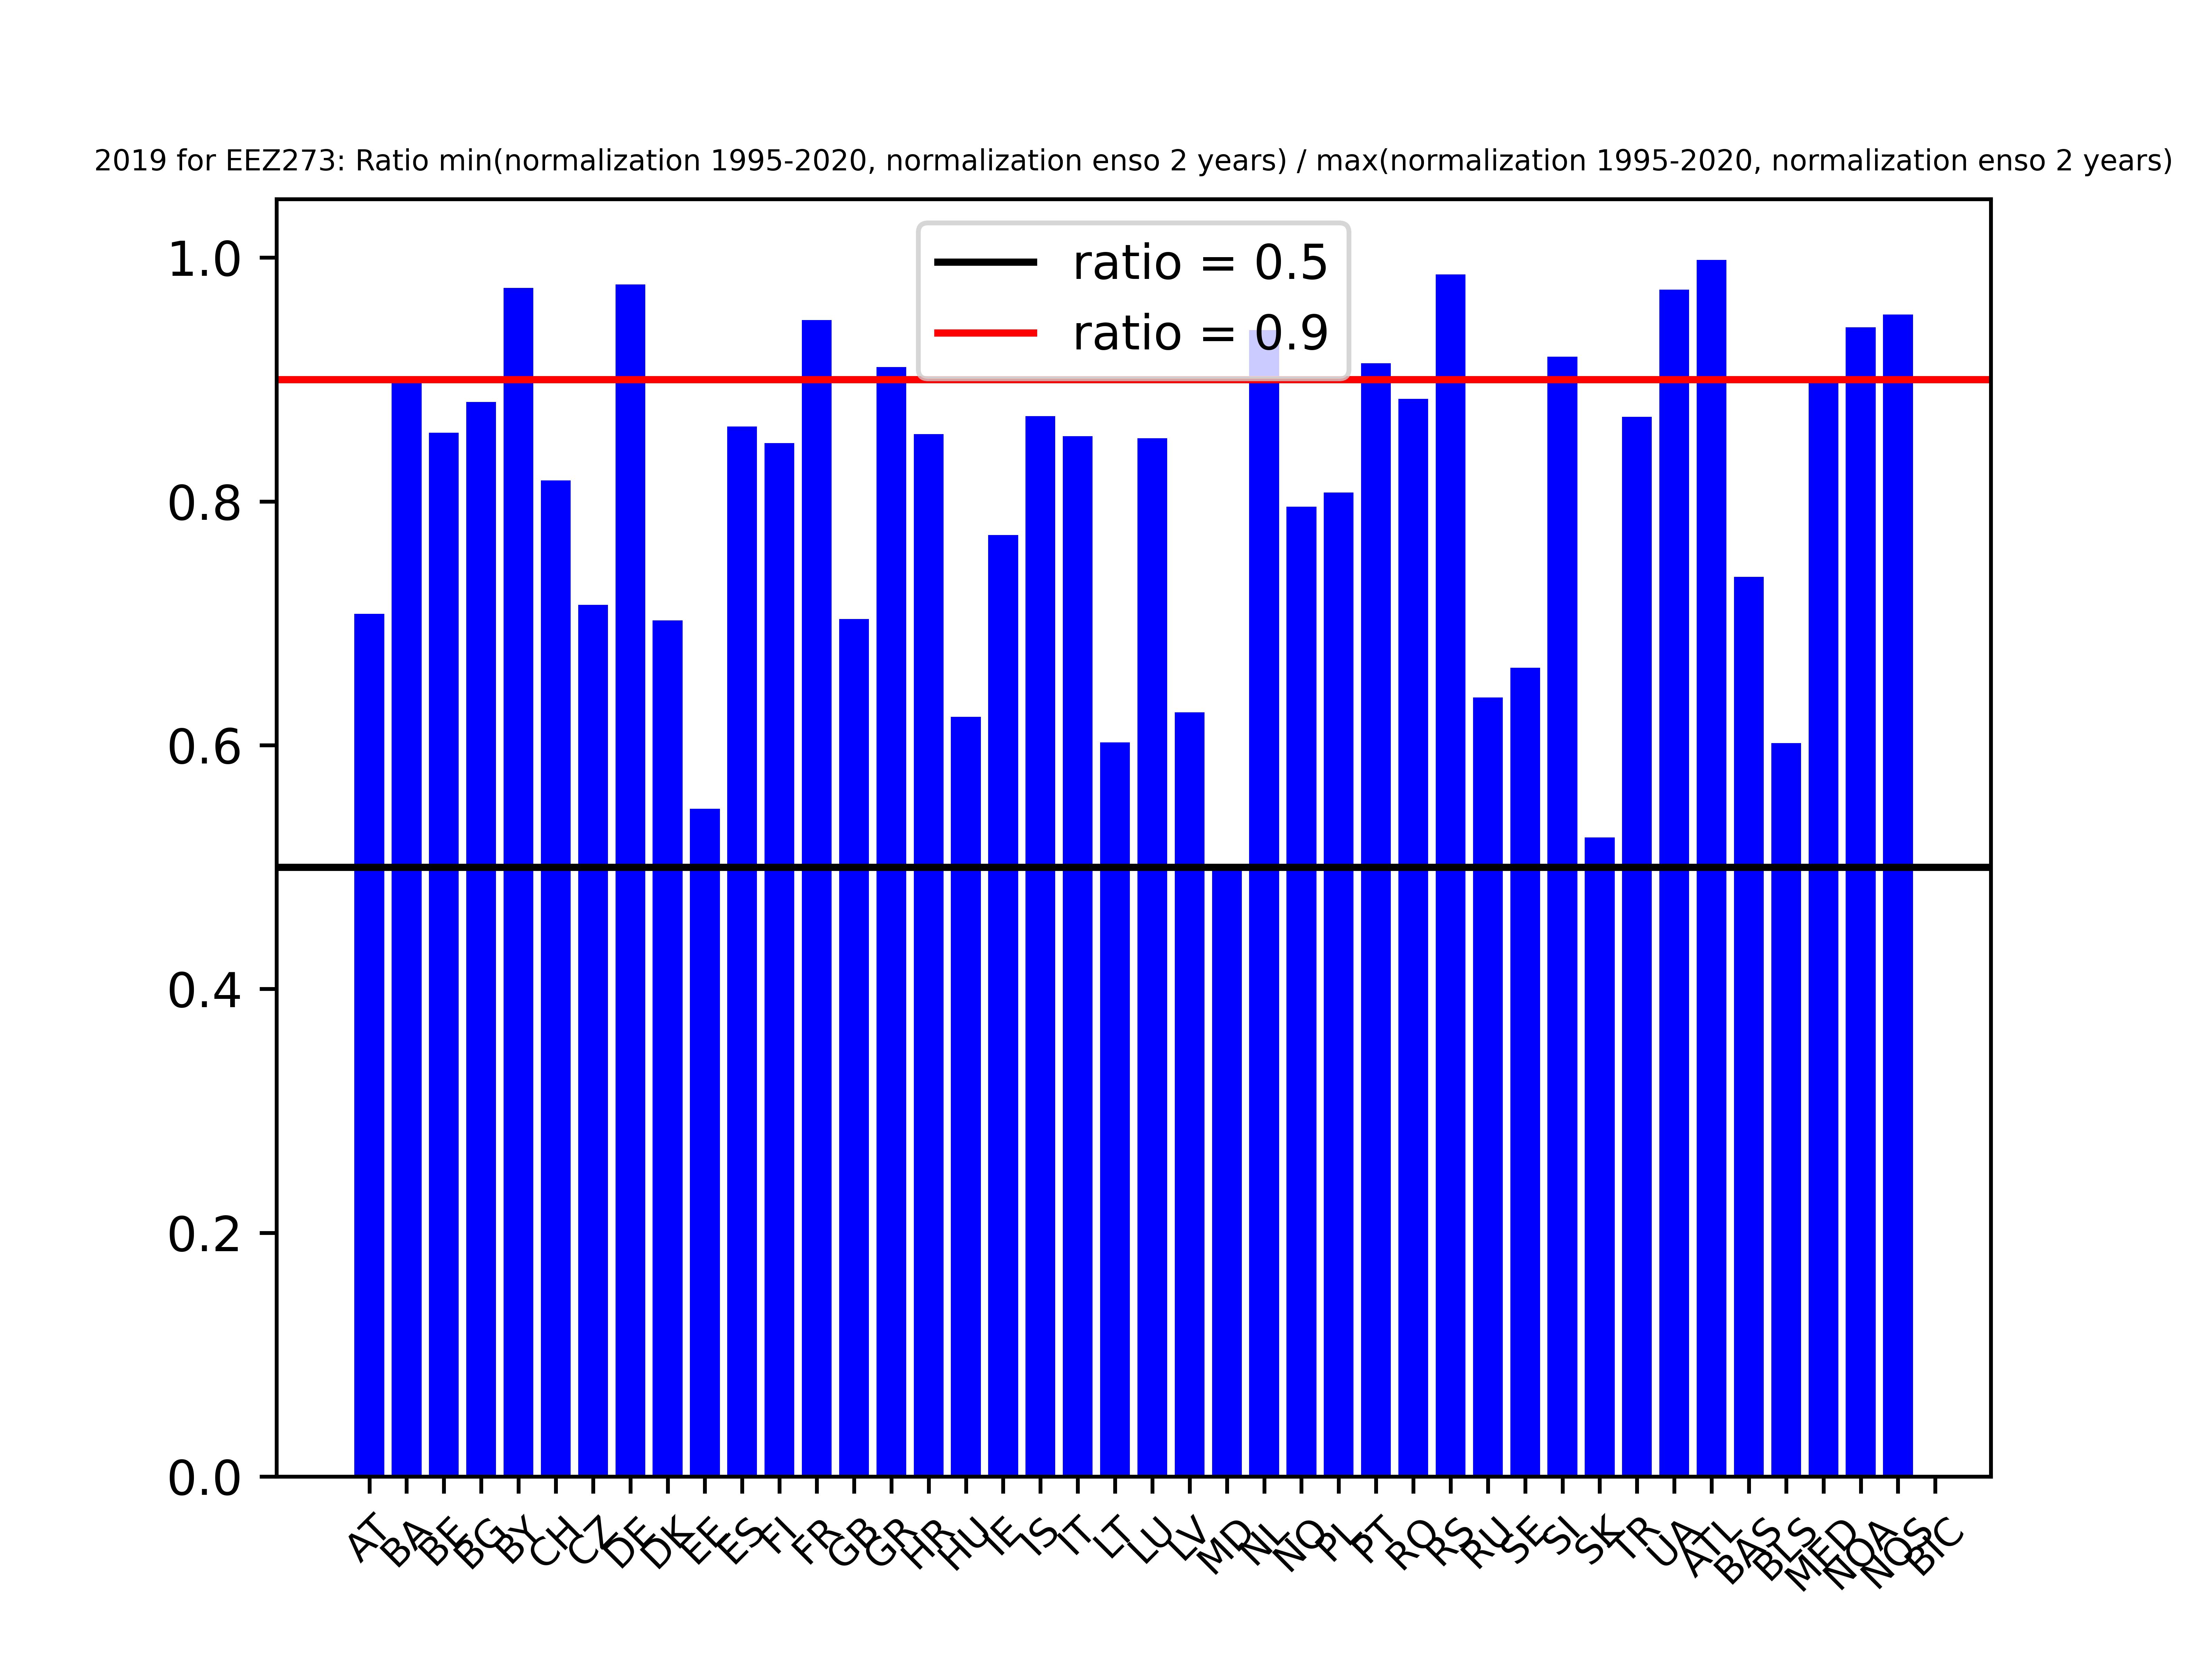 2019 for EEZ273: Ratio min(normalization 1995-2020, normalization enso 2 years) / max(normalization 1995-2020, normalization enso 2 years)
ratio = 0.5
ratio = 0.9
1.0
0.8
0.6
0.4
0.2
0.0
AT BA BE BG BY CH CZ DE DK EE ES FI FR GB GR HR HU IE IS IT LT LU LV MD NL NO PL PT RO RS RU SE SI SK TR UA ATL BAS BLS MED NOA NOS BIC